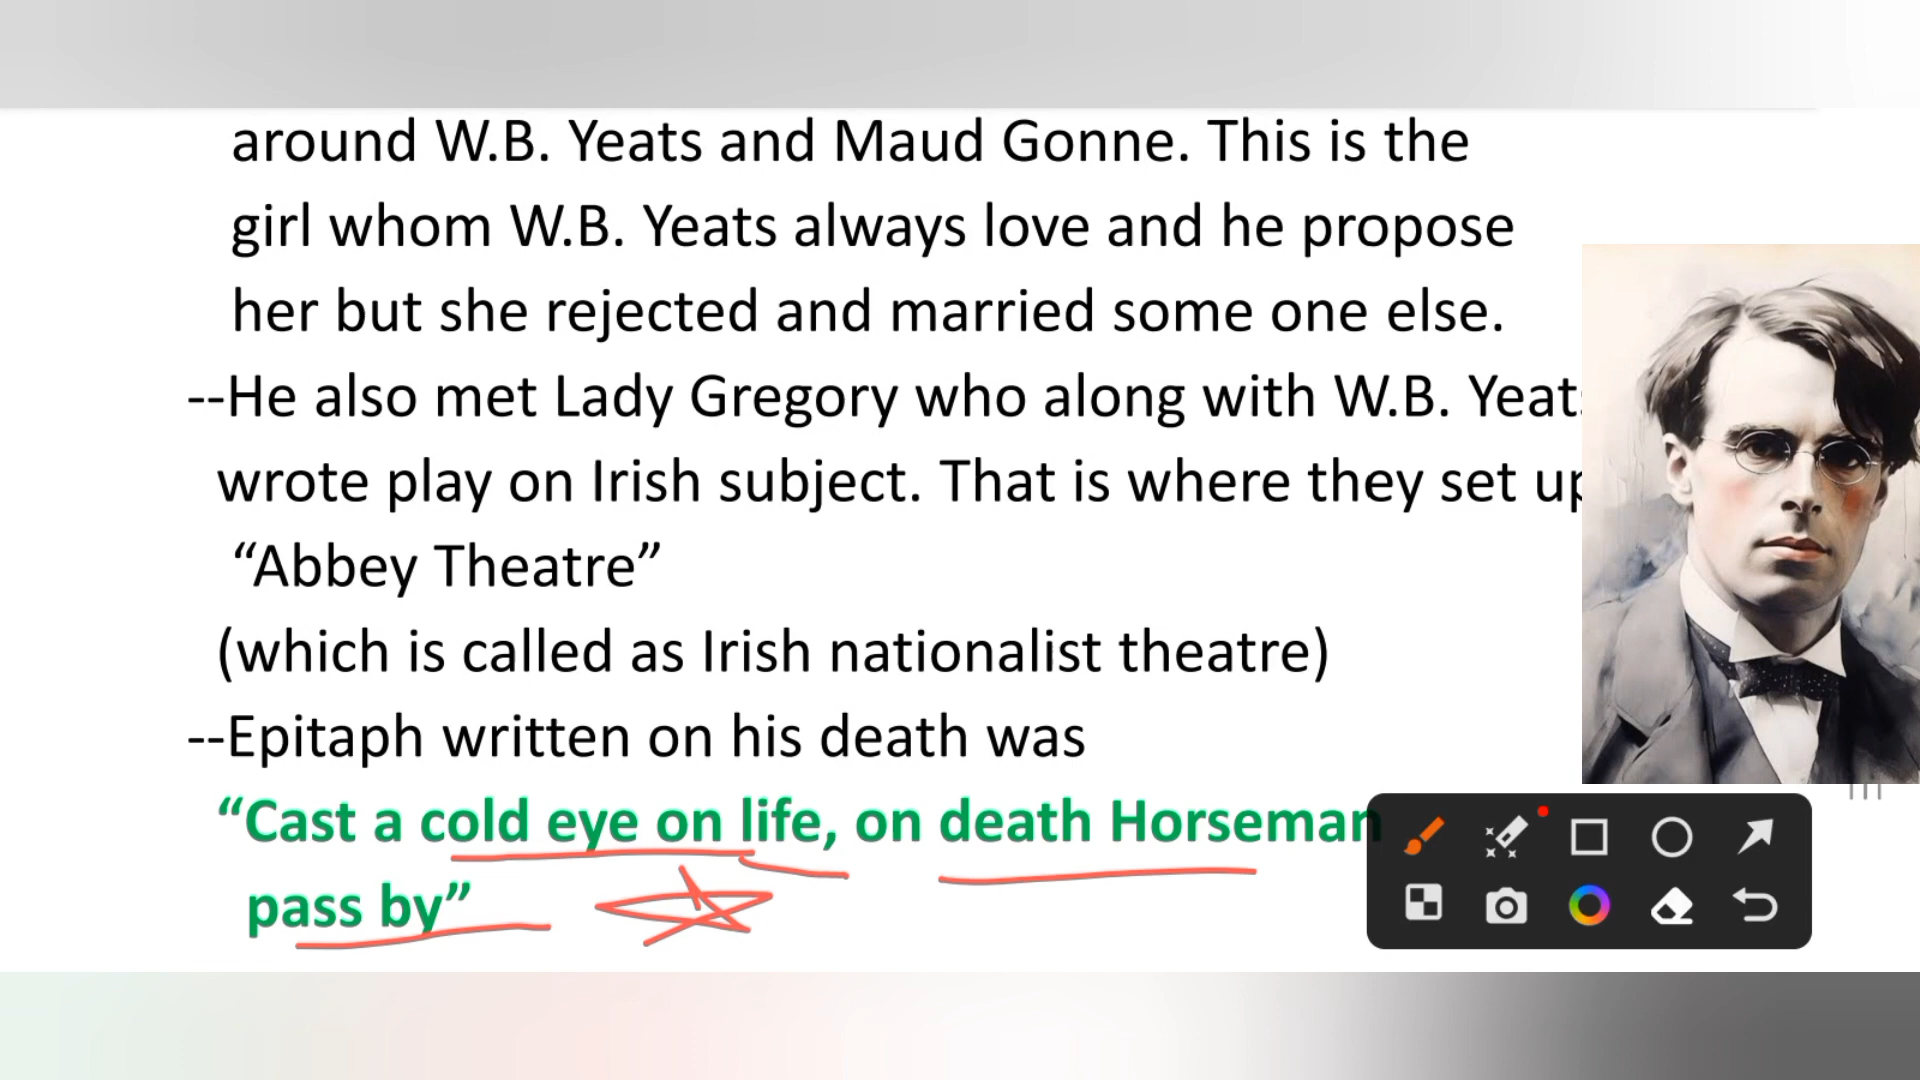 around W.B. Yeats and Maud Gonne. This is the
girl whom W.B. Yeats always love and he propose
her but she rejected and married some one else.
--He also met Lady Gregory who along with W.B. Yeats
wrote play on Irish subject. That is where they set up
“Abbey Theatre”
(which is called as Irish nationalist theatre)
--Epitaph written on his death was
“Cast a cold eye on life, on death Horseman
pass by”